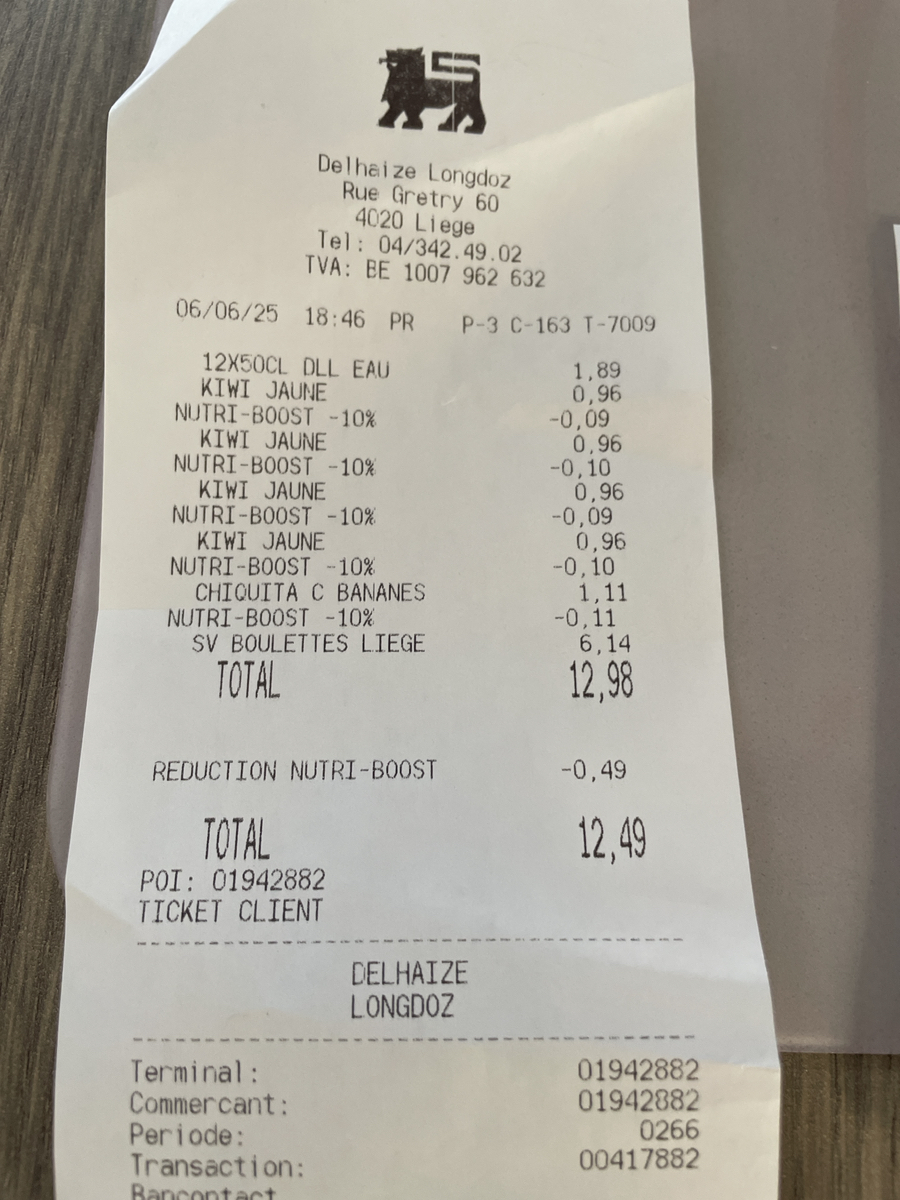 Delhaize Longdoz
Rue Gretry 60
4020 Liege
Tel: 04/342.49.02
TVA: BE 1007 962 632
06/06/25 18:46 PR P-3 C-163 T-7009
12X50CL DLL EAU 1,89
KIWI JAUNE 0,96
NUTRI-BOOST -10% -0,09
KIWI JAUNE 0,96
NUTRI-BOOST -10% -0,10
KIWI JAUNE 0,96
NUTRI-BOOST -10% -0,09
KIWI JAUNE 0,96
NUTRI-BOOST -10% -0,10
CHIQUITA C BANANES 1,11
NUTRI-BOOST -10% -0,11
SV BOULETTES LIEGE 6,14
TOTAL 12,98
REDUCTION NUTRI-BOOST -0,49
TOTAL 12,49
POI: 01942882
TICKET CLIENT
DELHAIZE
LONGDOZ
Terminal: 01942882
Commercant: 01942882
Periode: 0266
Transaction: 00417882
Bancontact